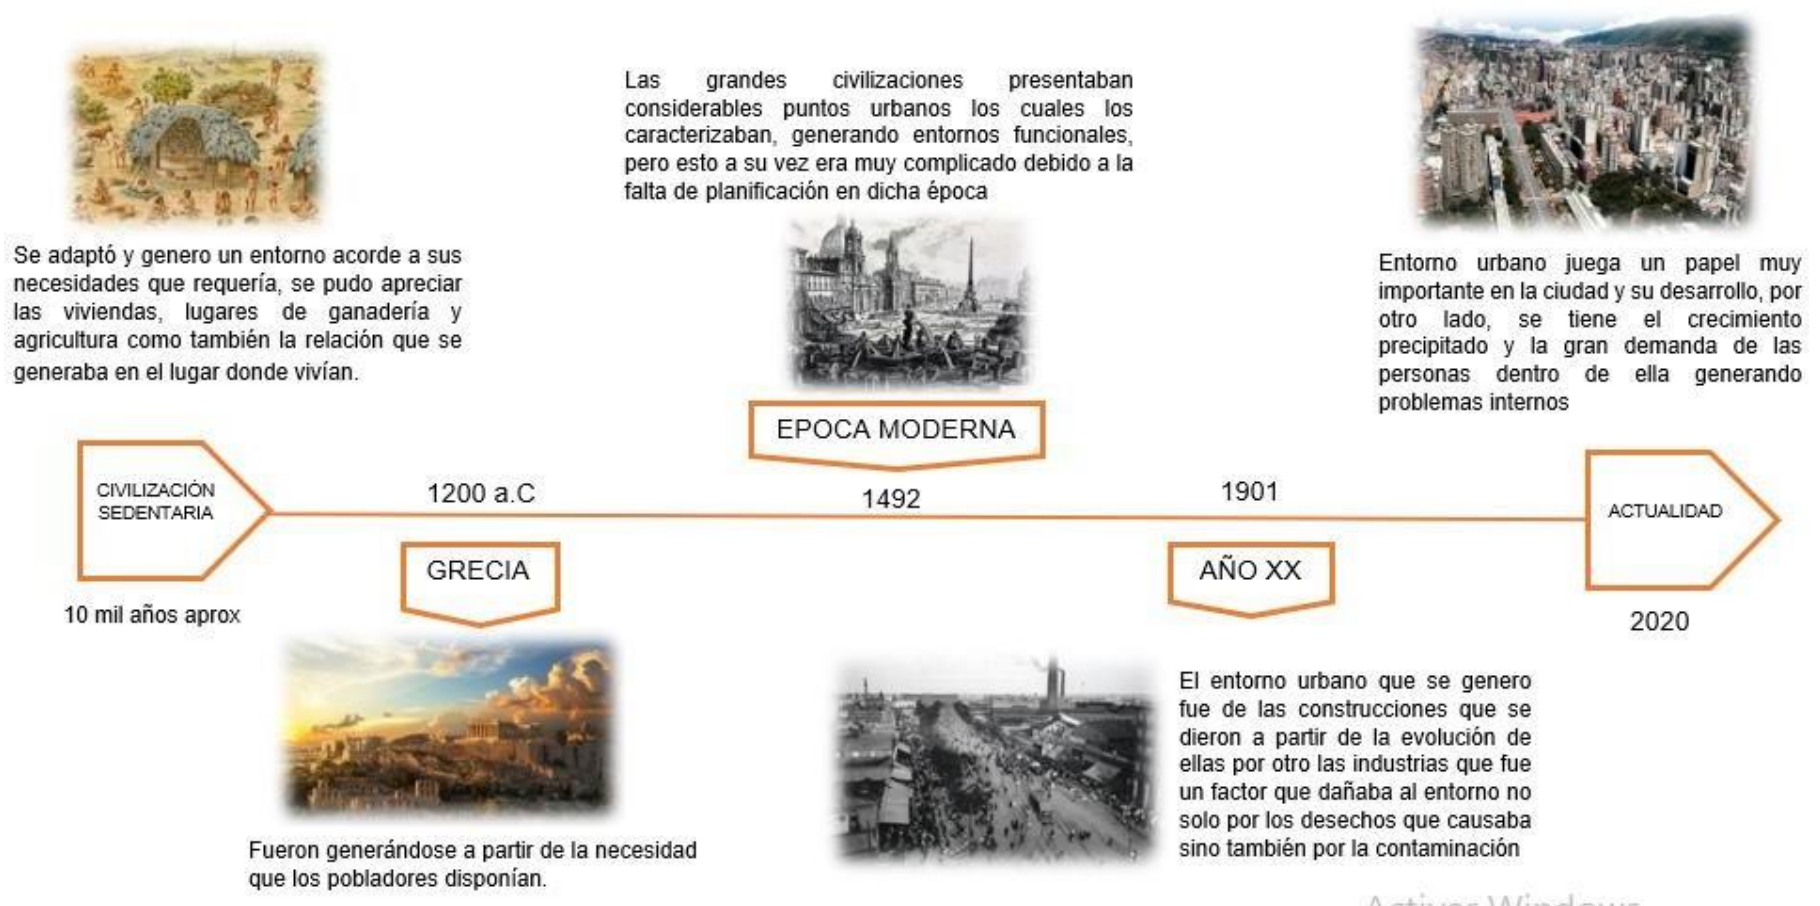 Se adaptó y genero un entorno acorde a sus
necesidades que requería, se pudo apreciar
las viviendas, lugares de ganadería y
agricultura como también la relación que se
generaba en el lugar donde vivían.
CIVILIZACIÓN
SEDENTARIA
10 mil años aprox
1200 a.C
GRECIA
Fueron generándose a partir de la necesidad
que los pobladores disponían.
Las grandes civilizaciones presentaban
considerables puntos urbanos los cuales los
caracterizaban, generando entornos funcionales,
pero esto a su vez era muy complicado debido a la
falta de planificación en dicha época
EPOCA MODERNA
1492
1901
AÑO XX
El entorno urbano que se genero
fue de las construcciones que se
dieron a partir de la evolución de
ellas por otro las industrias que fue
un factor que dañaba al entorno no
solo por los desechos que causaba
sino también por la contaminación
Entorno urbano juega un papel muy
importante en la ciudad y su desarrollo, por
otro lado, se tiene el crecimiento
precipitado y la gran demanda de las
personas dentro de ella generando
problemas internos
ACTUALIDAD
2020